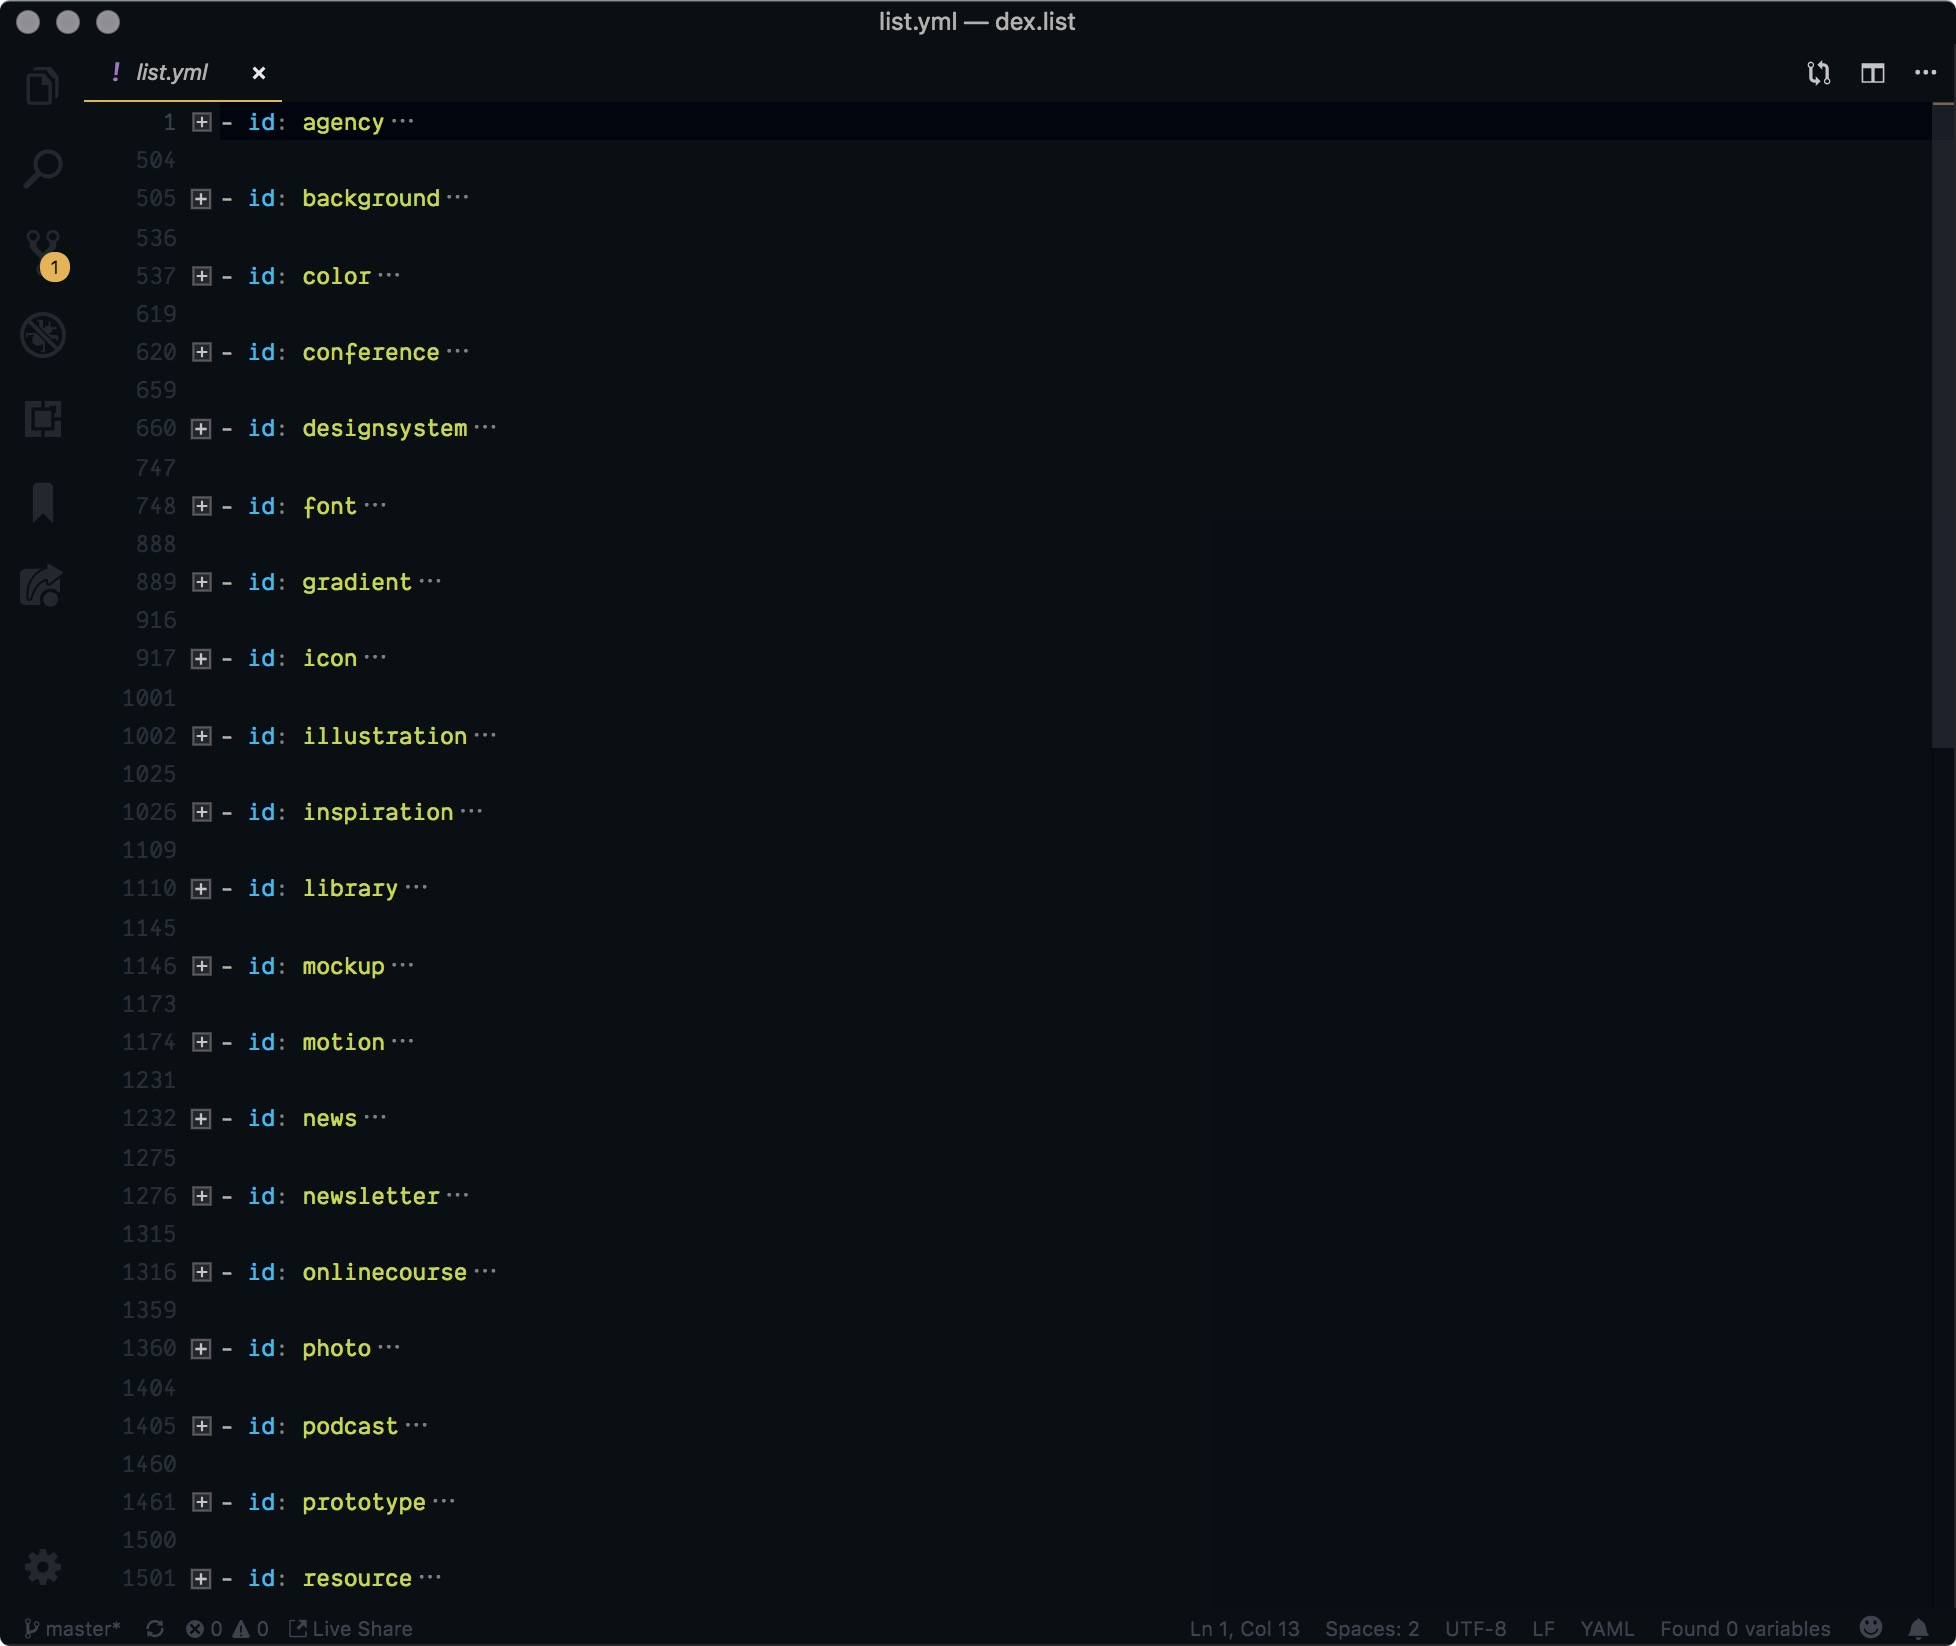 list.yml — dex.list
! list.yml ×
1 - id: agency···
504
505 - id: background···
536
537 - id: color···
619
620 - id: conference···
659
660 - id: designsystem···
747
748 - id: font···
888
889 - id: gradient···
916
917 - id: icon···
1001
1002 - id: illustration···
1025
1026 - id: inspiration···
1109
1110 - id: library···
1145
1146 - id: mockup···
1173
1174 - id: motion···
1231
1232 - id: news···
1275
1276 - id: newsletter···
1315
1316 - id: onlinecourse···
1359
1360 - id: photo···
1404
1405 - id: podcast···
1460
1461 - id: prototype···
1500
1501 - id: resource···
1
master* 0 0 Live Share Ln 1, Col 13 Spaces: 2 UTF-8 LF YAML Found 0 variables